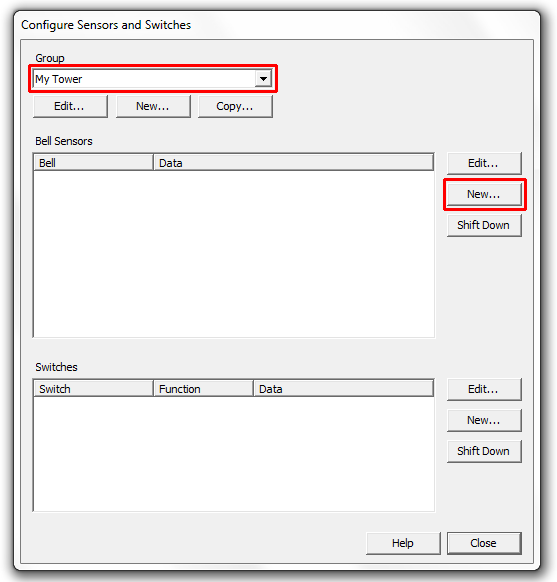 Configure Sensors and Switches
Group
My Tower
Edit... New... Copy...
Bell Sensors
Bell Data Edit...
New...
Shift Down
Switches
Switch Function Data Edit...
New...
Shift Down
Help Close